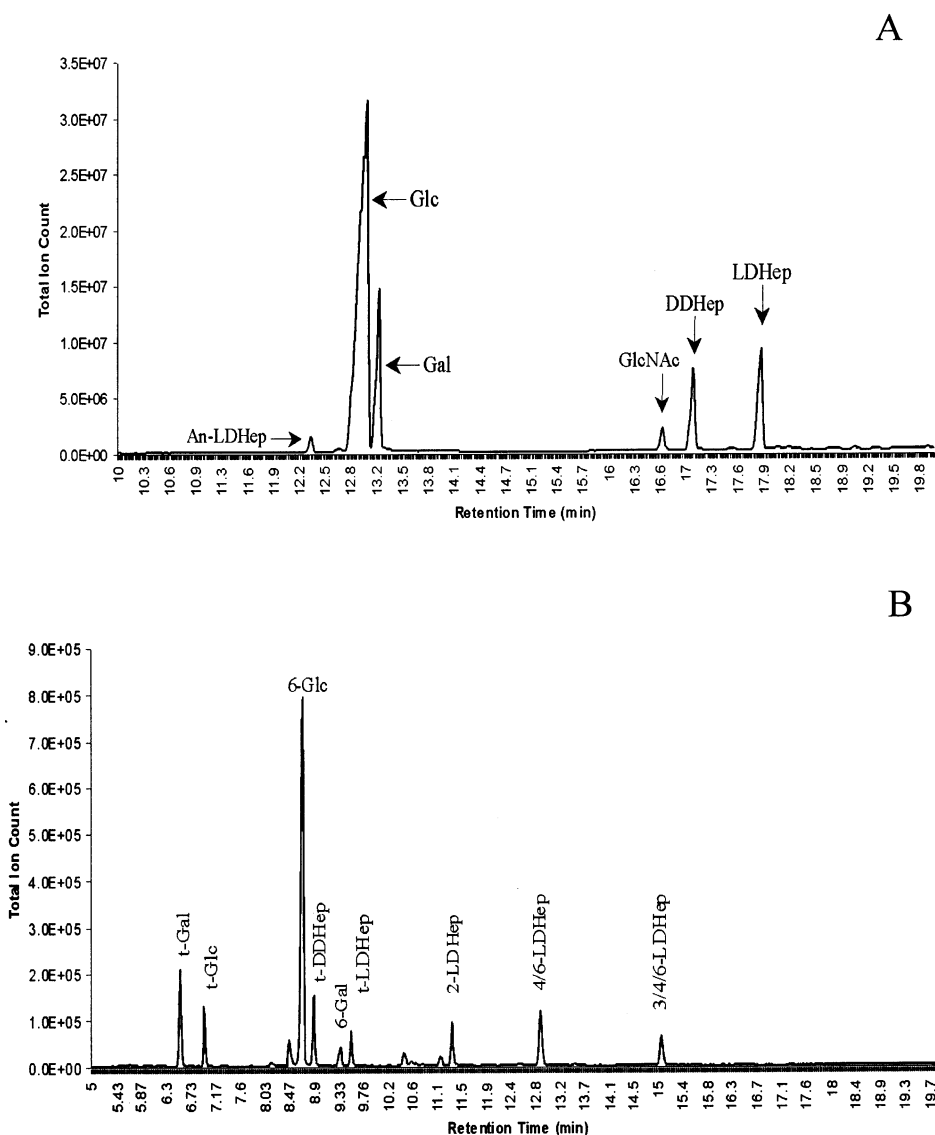 A
3.5E+07
3.0E+07
2.5E+07
2.0E+07
1.5E+07
1.0E+07
5.0E+06
0.0E+00
Total Ion Count
Glc
Gal
An-LDHep
GlcNAc
DDHep
LDHep
10 10.3 10.6 10.9 11.3 11.6 11.9 12.2 12.5 12.8 13.2 13.5 13.8 14.1 14.4 14.7 15.1 15.4 15.7 16 16.3 16.6 17 17.3 17.6 17.9 18.2 18.5 18.9 19.2 19.5 19.8
Retention Time (min)
B
9.0E+05
8.0E+05
7.0E+05
6.0E+05
5.0E+05
4.0E+05
3.0E+05
2.0E+05
1.0E+05
0.0E+00
Total Ion Count
t-Gal
t-Glc
6-Glc
t-DDHep
6-Gal
t-LDHep
2-LDHep
4/6-LDHep
3/4/6-LDHep
5 5.43 5.87 6.3 6.73 7.17 7.6 8.03 8.47 8.9 9.33 9.76 10.2 10.6 11.1 11.5 11.9 12.4 12.8 13.2 13.7 14.1 14.5 15 15.4 15.8 16.3 16.7 17.1 17.6 18 18.4 18.9 19.3 19.7
Retention Time (min)